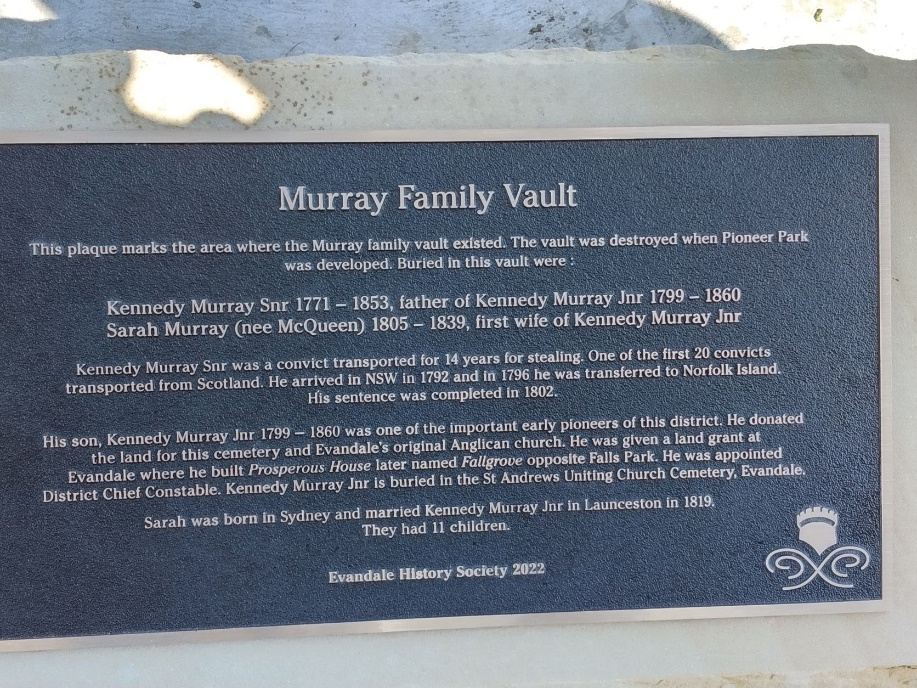 Murray Family Vault
This plaque marks the area where the Murray family vault existed. The vault was destroyed when Pioneer Park
was developed. Buried in this vault were :
Kennedy Murray Snr 1771 – 1853, father of Kennedy Murray Jnr 1799 – 1860
Sarah Murray (nee McQueen) 1805 – 1839, first wife of Kennedy Murray Jnr
Kennedy Murray Snr was a convict transported for 14 years for stealing. One of the first 20 convicts
transported from Scotland. He arrived in NSW in 1792 and in 1796 he was transferred to Norfolk Island.
His sentence was completed in 1802.
His son, Kennedy Murray Jnr 1799 – 1860 was one of the important early pioneers of this district. He donated
the land for this cemetery and Evandale's original Anglican church. He was given a land grant at
Evandale where he built Prosperous House later named Fallgrove opposite Falls Park. He was appointed
District Chief Constable. Kennedy Murray Jnr is buried in the St Andrews Uniting Church Cemetery, Evandale.
Sarah was born in Sydney and married Kennedy Murray Jnr in Launceston in 1819.
They had 11 children.
Evandale History Society 2022